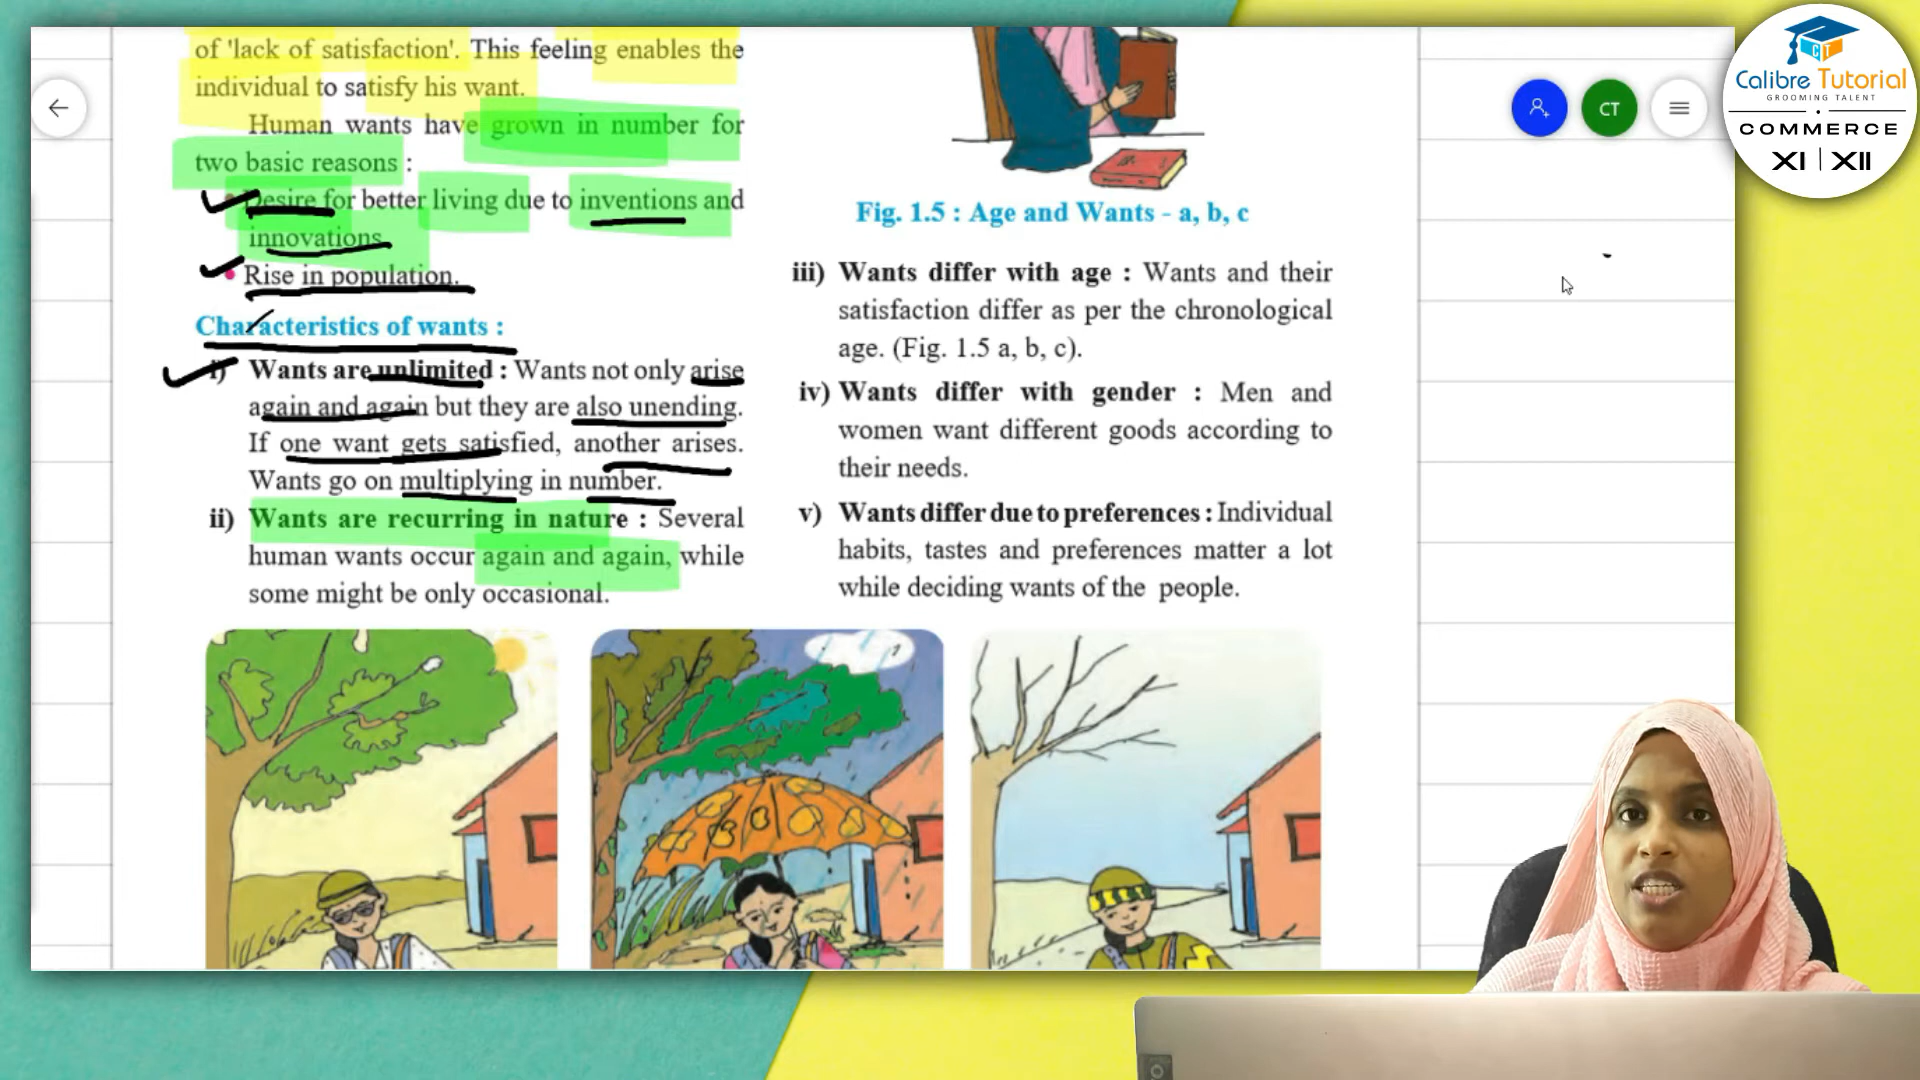 of 'lack of satisfaction'. This feeling enables the
individual to satisfy his want.
Human wants have grown in number for
two basic reasons :
Desire for better living due to inventions and
innovations
Rise in population.
Characteristics of wants :
i) Wants are unlimited : Wants not only arise
again and again but they are also unending.
If one want gets satisfied, another arises.
Wants go on multiplying in number.
ii) Wants are recurring in nature : Several
human wants occur again and again, while
some might be only occasional.
Fig. 1.5 : Age and Wants - a, b, c
iii) Wants differ with age : Wants and their
satisfaction differ as per the chronological
age. (Fig. 1.5 a, b, c).
iv) Wants differ with gender : Men and
women want different goods according to
their needs.
v) Wants differ due to preferences : Individual
habits, tastes and preferences matter a lot
while deciding wants of the people.
CT
CT
Calibre Tutorial
GROOMING TALENT
COMMERCE
XI | XII